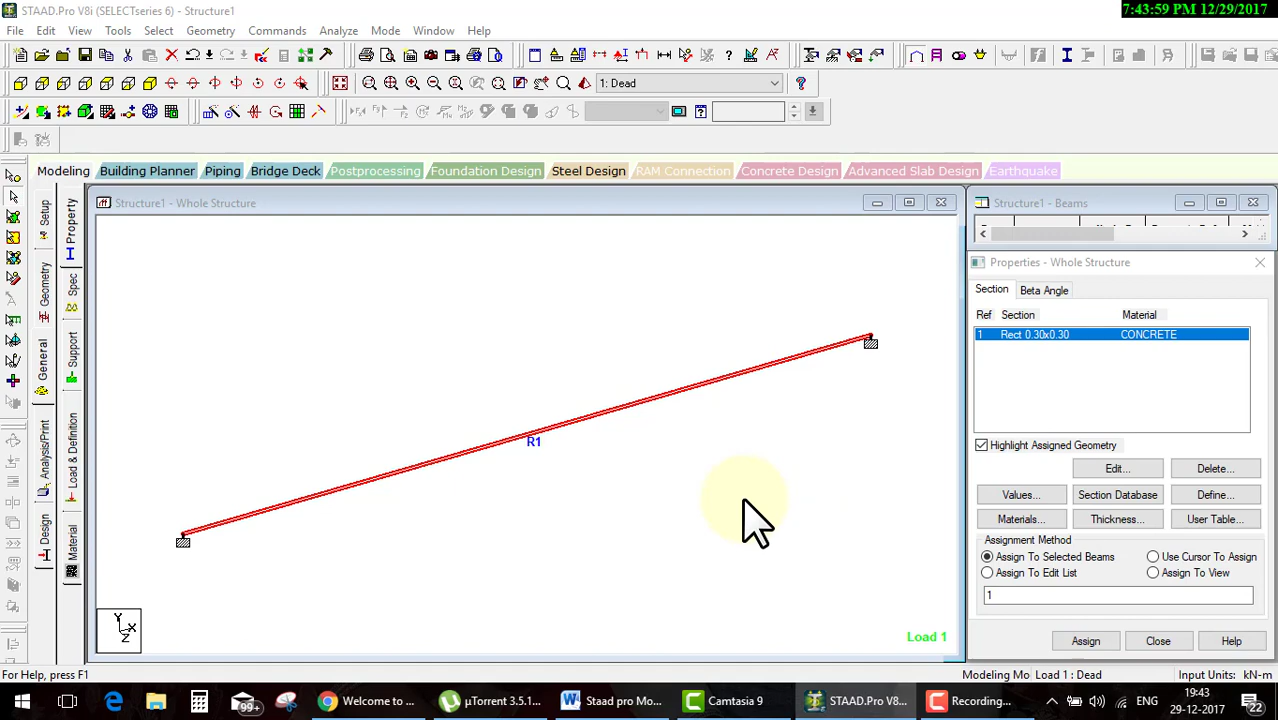 STAAD.Pro V8i (SELECTseries 6) - Structure1
7:43:59 PM 12/29/2017
File Edit View Tools Select Geometry Commands Analyze Mode Window Help
1: Dead
Modeling Building Planner Piping Bridge Deck Postprocessing Foundation Design Steel Design RAM Connection Concrete Design Advanced Slab Design Earthquake
Setup
Geometry
General
Analysis/Print
Design
Property
Spec
Support
Load & Definition
Material
Structure1 - Whole Structure
R1
Y
X
Z
Load 1
Structure1 - Beams
Properties - Whole Structure
Section Beta Angle
Ref Section Material
1 Rect 0.30x0.30 CONCRETE
Highlight Assigned Geometry
Edit... Delete...
Values... Section Database Define...
Materials... Thickness... User Table...
Assignment Method
Assign To Selected Beams Use Cursor To Assign
Assign To Edit List Assign To View
1
Assign Close Help
For Help, press F1
Modeling Mo Load 1 : Dead Input Units: kN-m
99+
Welcome to ...
µTorrent 3.5.1...
Staad pro Mo...
Camtasia 9
STAAD.Pro V8...
Recording...
ENG
19:43
29-12-2017
22